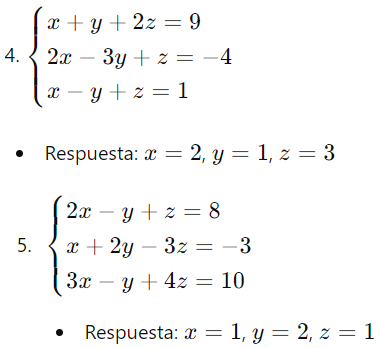 4. { x + y + 2z = 9
2x − 3y + z = −4
x − y + z = 1
• Respuesta: x = 2, y = 1, z = 3
5. { 2x − y + z = 8
x + 2y − 3z = −3
3x − y + 4z = 10
• Respuesta: x = 1, y = 2, z = 1